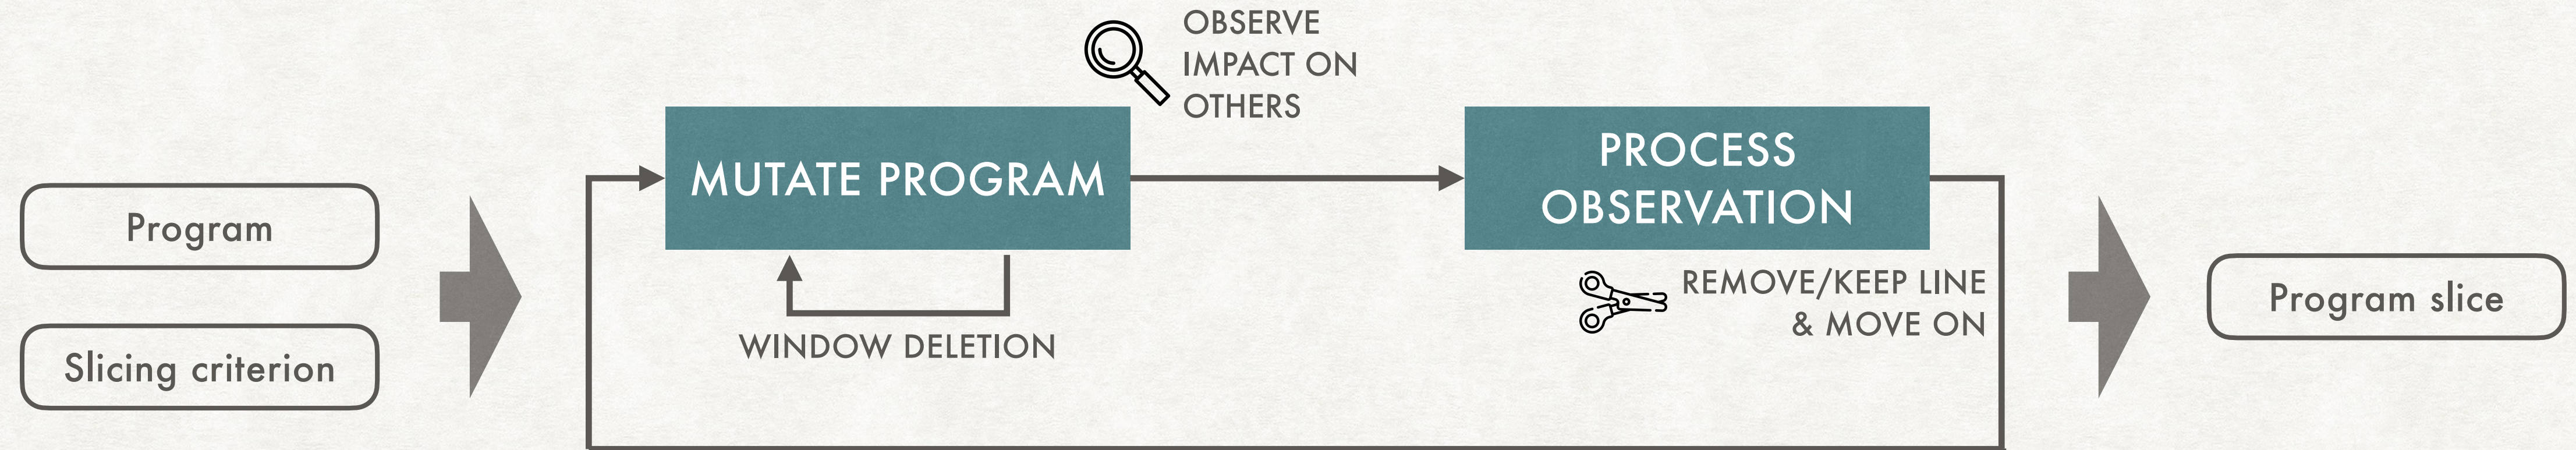 Program
Slicing criterion
MUTATE PROGRAM
WINDOW DELETION
OBSERVE
IMPACT ON
OTHERS
PROCESS
OBSERVATION
REMOVE/KEEP LINE
& MOVE ON
Program slice